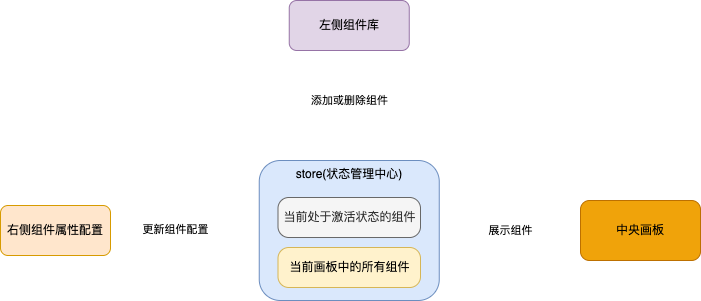 左侧组件库
添加或删除组件
store(状态管理中心)
当前处于激活状态的组件
右侧组件属性配置
更新组件配置
展示组件
中央画板
当前画板中的所有组件